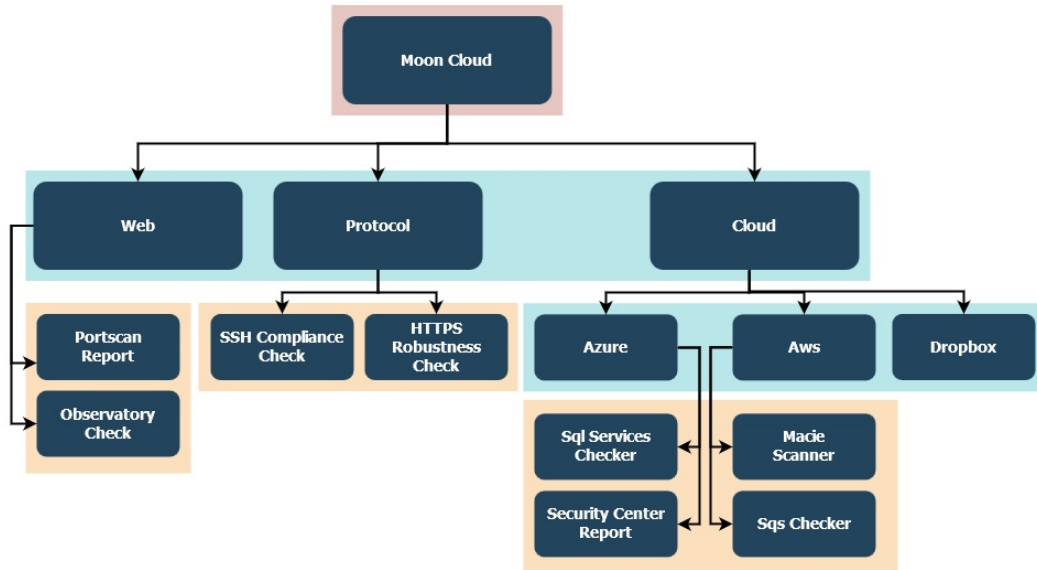 Moon Cloud
Web
Protocol
Cloud
Portscan
Report
Observatory
Check
SSH Compliance
Check
HTTPS
Robustness
Check
Azure
Aws
Dropbox
Sql Services
Checker
Macie
Scanner
Security Center
Report
Sqs Checker